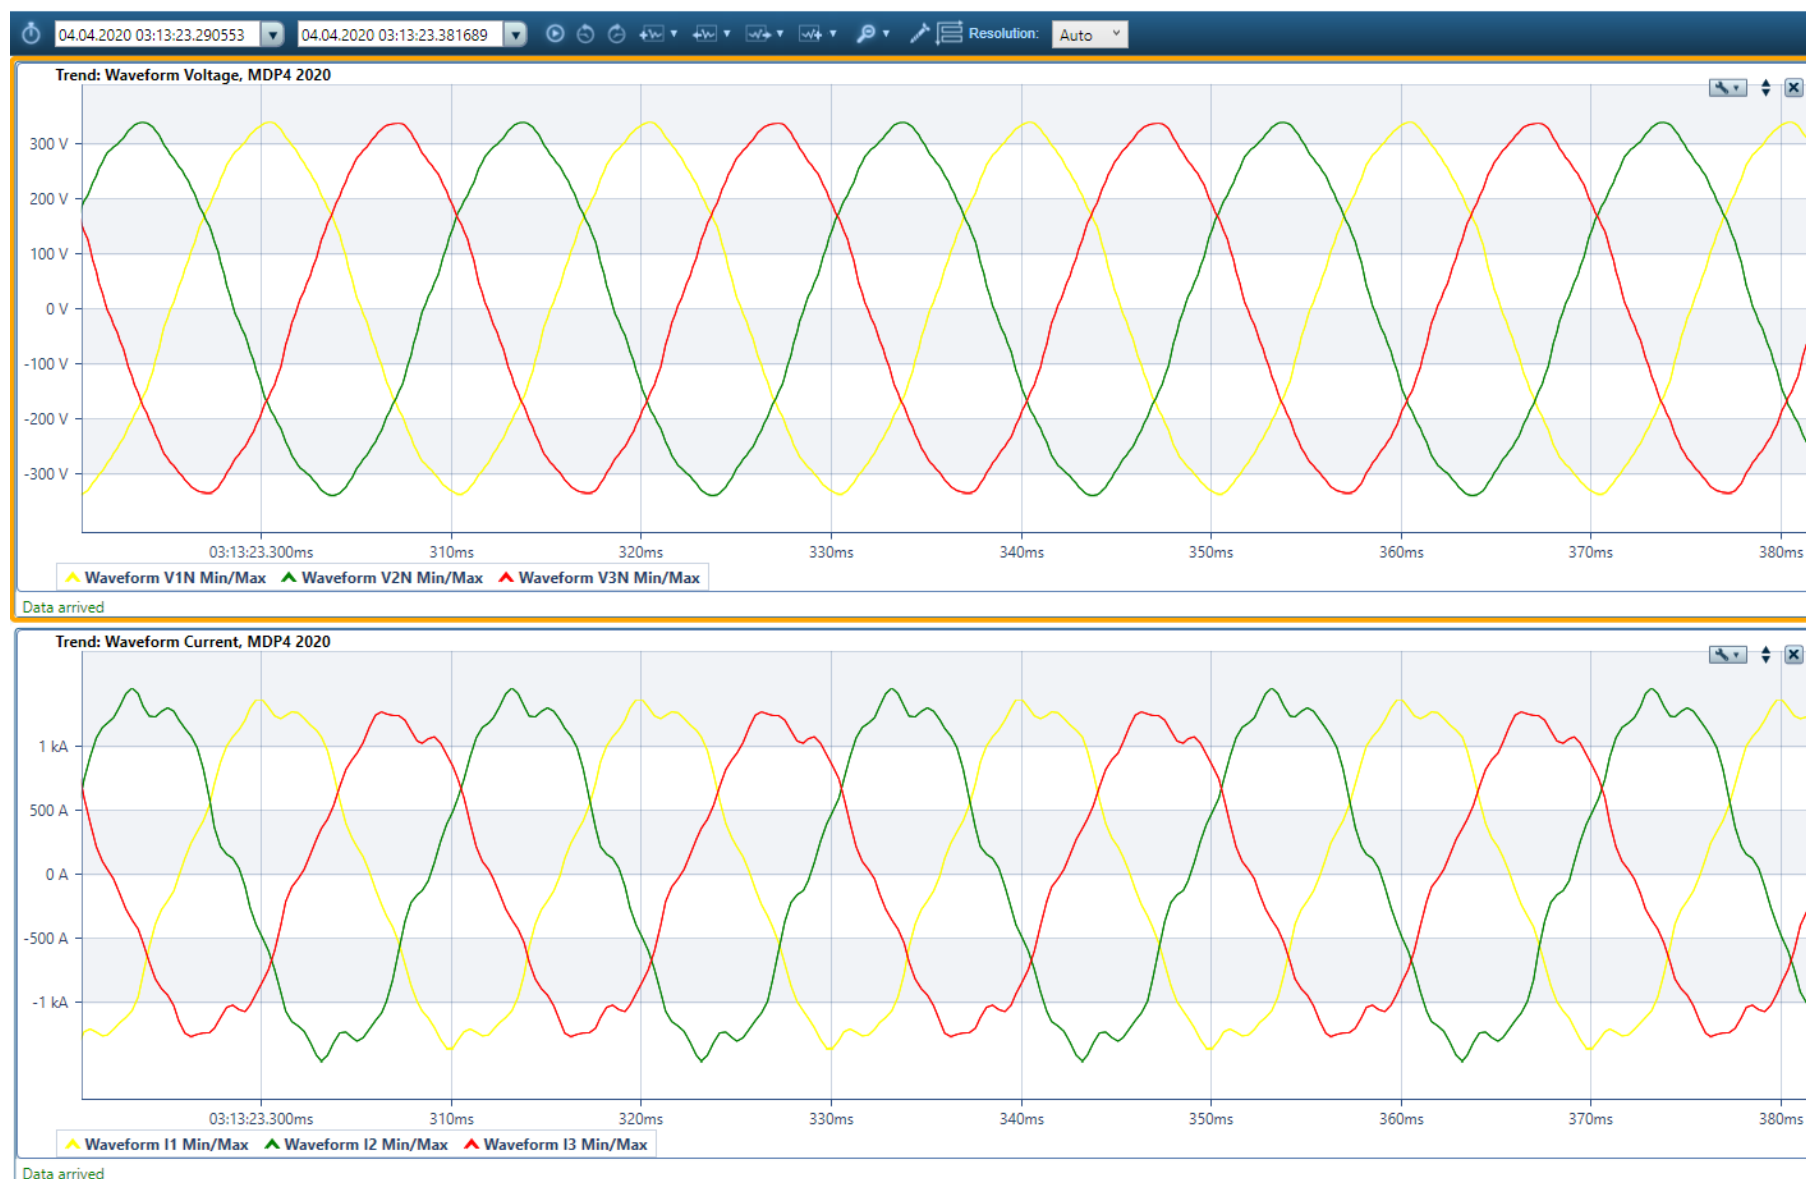 04.04.2020 03:13:23.290553 04.04.2020 03:13:23.381689 Resolution: Auto
Trend: Waveform Voltage, MDP4 2020
300 V
200 V
100 V
0 V
-100 V
-200 V
-300 V
03:13:23.300ms 310ms 320ms 330ms 340ms 350ms 360ms 370ms 380ms
Waveform V1N Min/Max Waveform V2N Min/Max Waveform V3N Min/Max
Data arrived
Trend: Waveform Current, MDP4 2020
1 kA
500 A
0 A
-500 A
-1 kA
03:13:23.300ms 310ms 320ms 330ms 340ms 350ms 360ms 370ms 380ms
Waveform I1 Min/Max Waveform I2 Min/Max Waveform I3 Min/Max
Data arrived